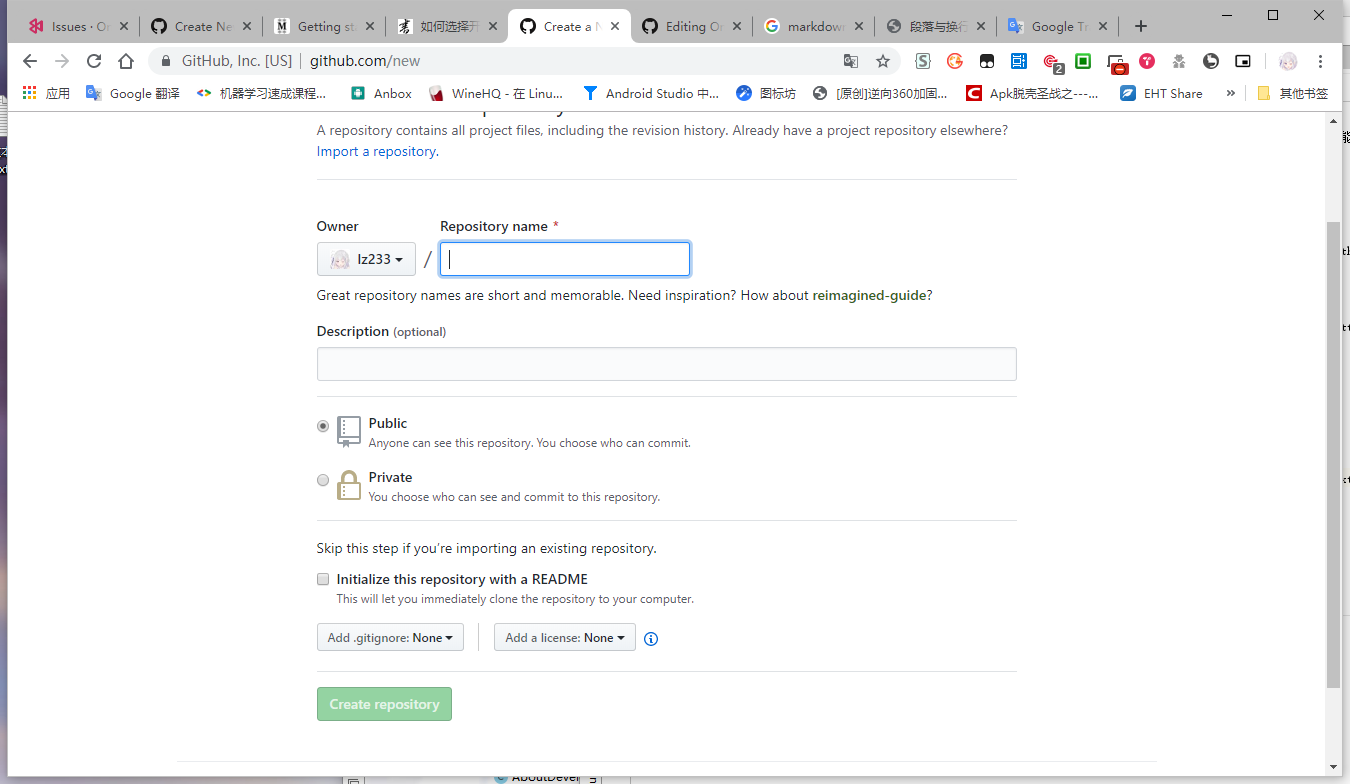 Issues · Or
Create Ne
Getting sta
如何选择开
Create a N
Editing Or
markdown
段落与换行
Google Tr
GitHub, Inc. [US] | github.com/new
2
应用
Google 翻译
机器学习速成课程...
Anbox
WineHQ - 在 Linu...
Android Studio 中...
图标坊
[原创]逆向360加固...
Apk脱壳圣战之---...
EHT Share
»
其他书签
A repository contains all project files, including the revision history. Already have a project repository elsewhere?
Import a repository.
Owner
Repository name *
lz233
/
Great repository names are short and memorable. Need inspiration? How about reimagined-guide?
Description (optional)
Public
Anyone can see this repository. You choose who can commit.
Private
You choose who can see and commit to this repository.
Skip this step if you're importing an existing repository.
Initialize this repository with a README
This will let you immediately clone the repository to your computer.
Add .gitignore: None
Add a license: None
Create repository
AboutDevel